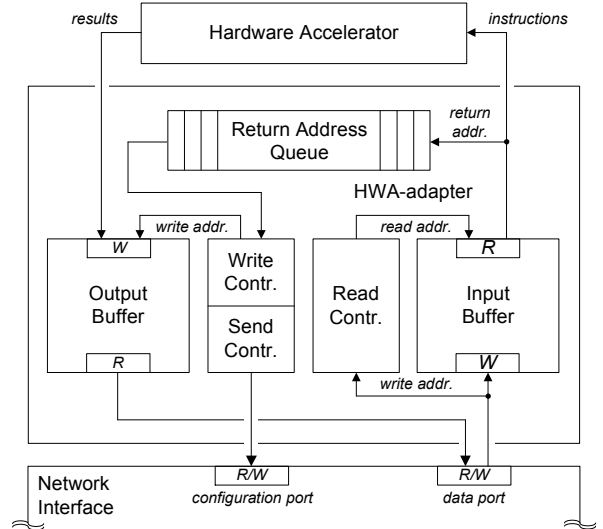 results
Hardware Accelerator
instructions
Return Address
Queue
return
addr.
HWA-adapter
write addr.
read addr.
W
R
Output
Buffer
Write
Contr.
Send
Contr.
Read
Contr.
Input
Buffer
R
W
write addr.
Network
Interface
R/W
R/W
configuration port
data port